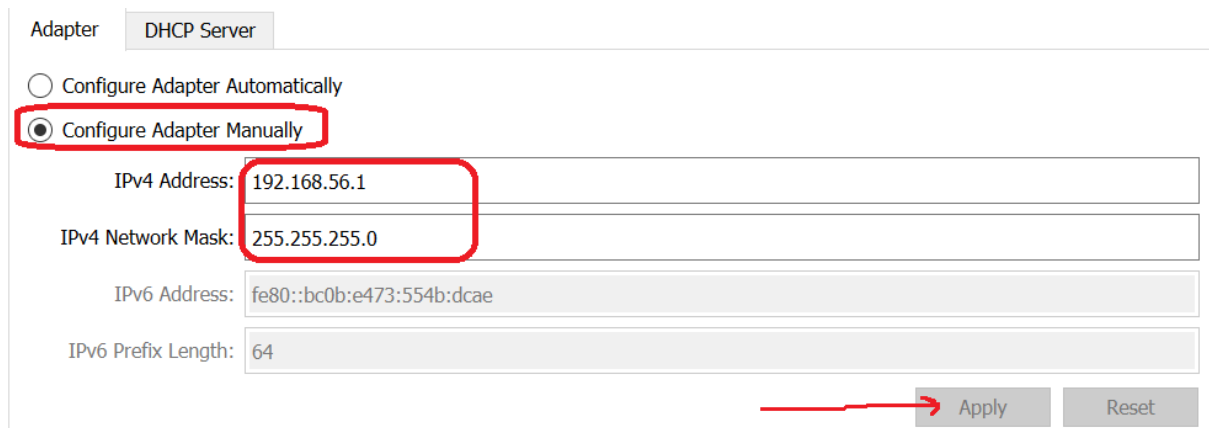 Adapter DHCP Server
Configure Adapter Automatically
Configure Adapter Manually
IPv4 Address: 192.168.56.1
IPv4 Network Mask: 255.255.255.0
IPv6 Address: fe80::bc0b:e473:554b:dcae
IPv6 Prefix Length: 64
Apply Reset